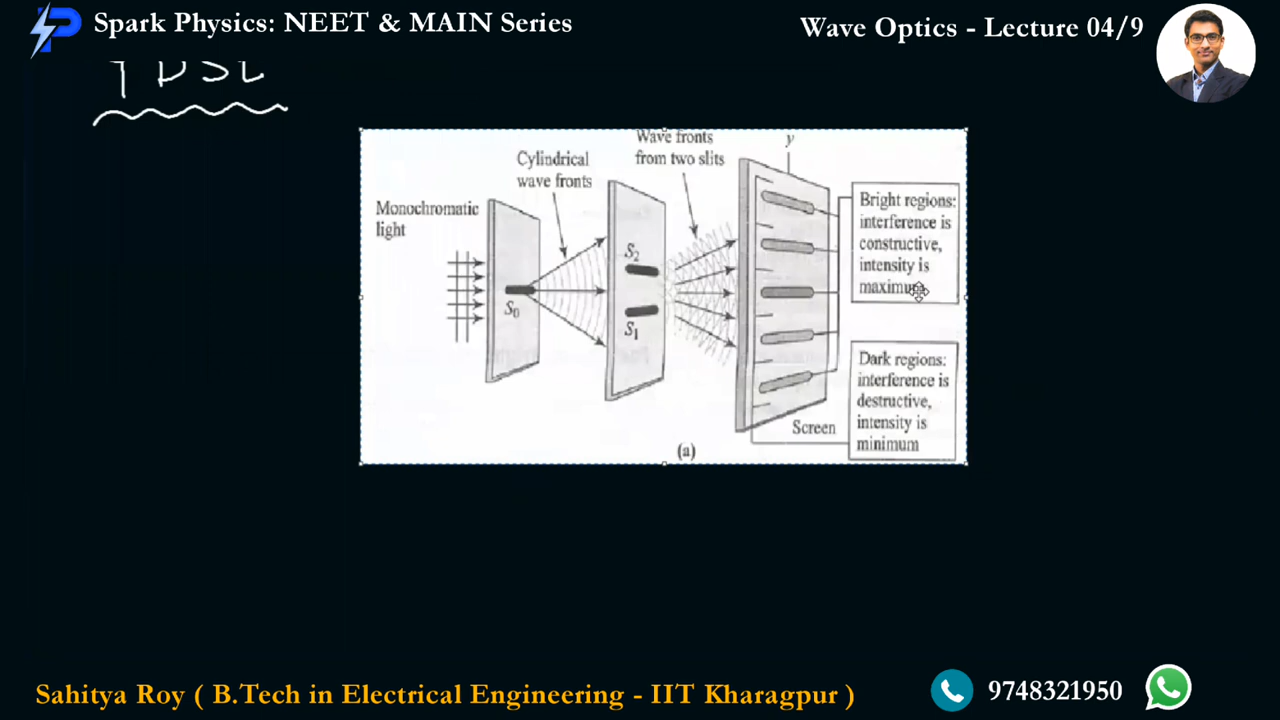 Spark Physics: NEET & MAIN Series
Wave Optics - Lecture 04/9
Wave fronts
from two slits
y
Cylindrical
wave fronts
Monochromatic
light
S₀
S₂
S₁
Bright regions:
interference is
constructive,
intensity is
maximum
Dark regions:
interference is
destructive,
intensity is
minimum
Screen
(a)
Sahitya Roy ( B.Tech in Electrical Engineering - IIT Kharagpur )
9748321950